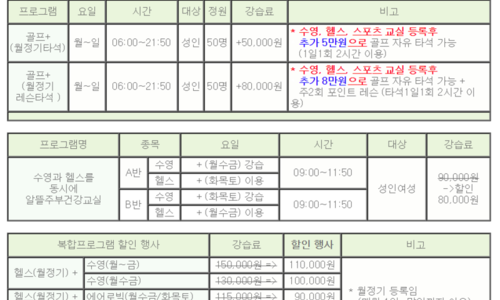 프로그램 요일 시간 대상 정원 강습료 비고
골프+
(월정기타석)
월~일 06:00~21:50 성인 50명 +50,000원
* 수영, 헬스, 스포츠 교실 등록후
추가 5만원으로 골프 자유 타석 가능
(1일1회 2시간 이용)
골프+
(월정기
레슨타석 )
월~일 06:00~21:50 성인 50명 +80,000원
* 수영, 헬스, 스포츠 교실 등록후
추가 8만원으로 골프 자유 타석 가능 +
주2회 포인트 레슨 (타석1일1회 2시간 이
용)
프로그램명 종목 요일 시간 대상 강습료
수영과 헬스를
동시에
알뜰주부건강교실
A반 수영 + (월수금) 강습 09:00~11:50
헬스 + (화목토) 이용
B반 수영 + (화목토) 강습 09:00~11:50
헬스 + (월수금) 이용
성인여성
90,000원
->할인
80,000원
복합프로그램 할인 행사 강습료 할인 행사 비고
헬스(월정기) + 수영(월~금) 150,000원 => 110,000원
수영(월수금) 130,000원 => 100,000원
헬스(월정기) + 에어로빅(월수금/화목토) 115,000원 => 90,000원
* 월정기 등록임